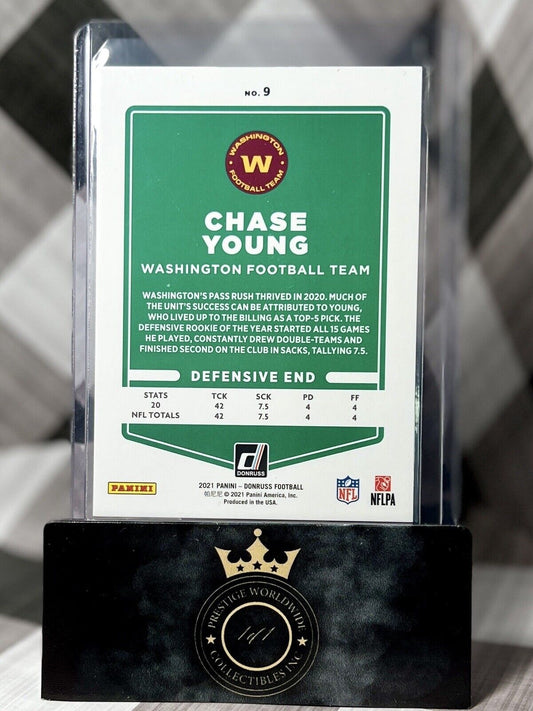 NO. 9
WASHINGTON
W
FOOTBALL TEAM
CHASE
YOUNG
WASHINGTON FOOTBALL TEAM
WASHINGTON'S PASS RUSH THRIVED IN 2020. MUCH OF
THE UNIT'S SUCCESS CAN BE ATTRIBUTED TO YOUNG,
WHO LIVED UP TO THE BILLING AS A TOP-5 PICK. THE
DEFENSIVE ROOKIE OF THE YEAR STARTED ALL 15 GAMES
HE PLAYED, CONSTANTLY DREW DOUBLE-TEAMS AND
FINISHED SECOND ON THE CLUB IN SACKS, TALLYING 7.5.
DEFENSIVE END
STATS TCK SCK PD FF
20 42 7.5 4 4
NFL TOTALS 42 7.5 4 4
DONRUSS
PANINI
2021 PANINI – DONRUSS FOOTBALL
帕尼尼 © 2021 Panini America, Inc.
Produced in the USA.
NFL
NFLPA
PRESTIGE WORLDWIDE
1of1
COLLECTIBLES INC